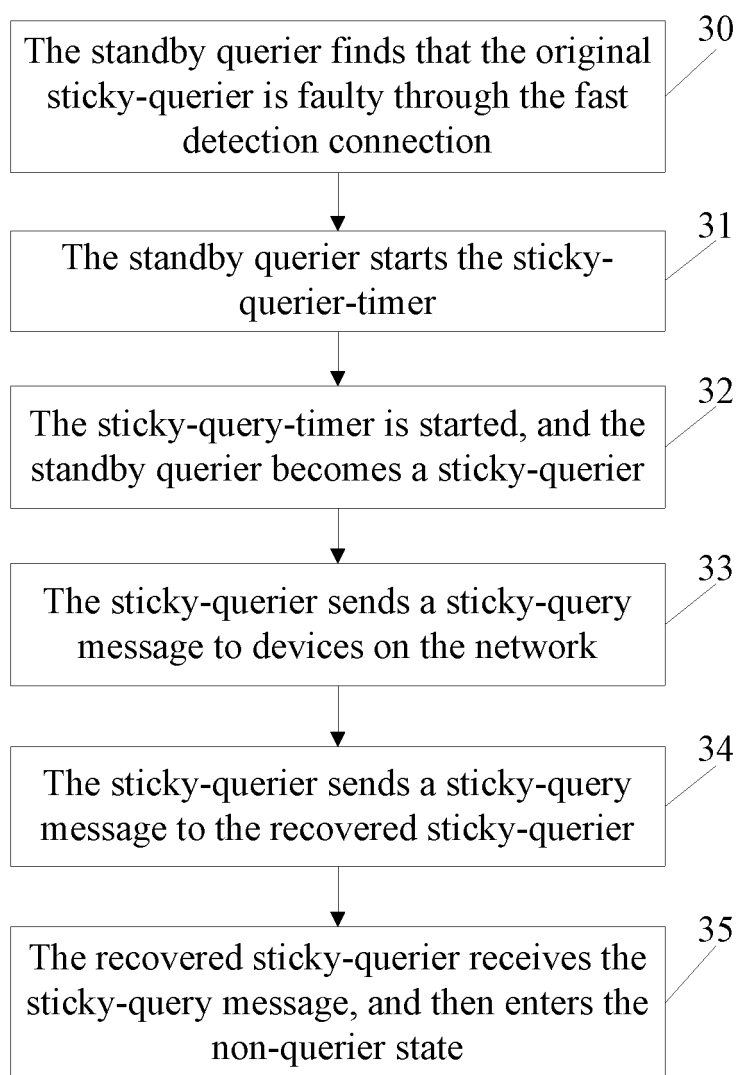 30
The standby querier finds that the original
sticky-querier is faulty through the fast
detection connection
31
The standby querier starts the sticky-
querier-timer
32
The sticky-query-timer is started, and the
standby querier becomes a sticky-querier
33
The sticky-querier sends a sticky-query
message to devices on the network
34
The sticky-querier sends a sticky-query
message to the recovered sticky-querier
35
The recovered sticky-querier receives the
sticky-query message, and then enters the
non-querier state